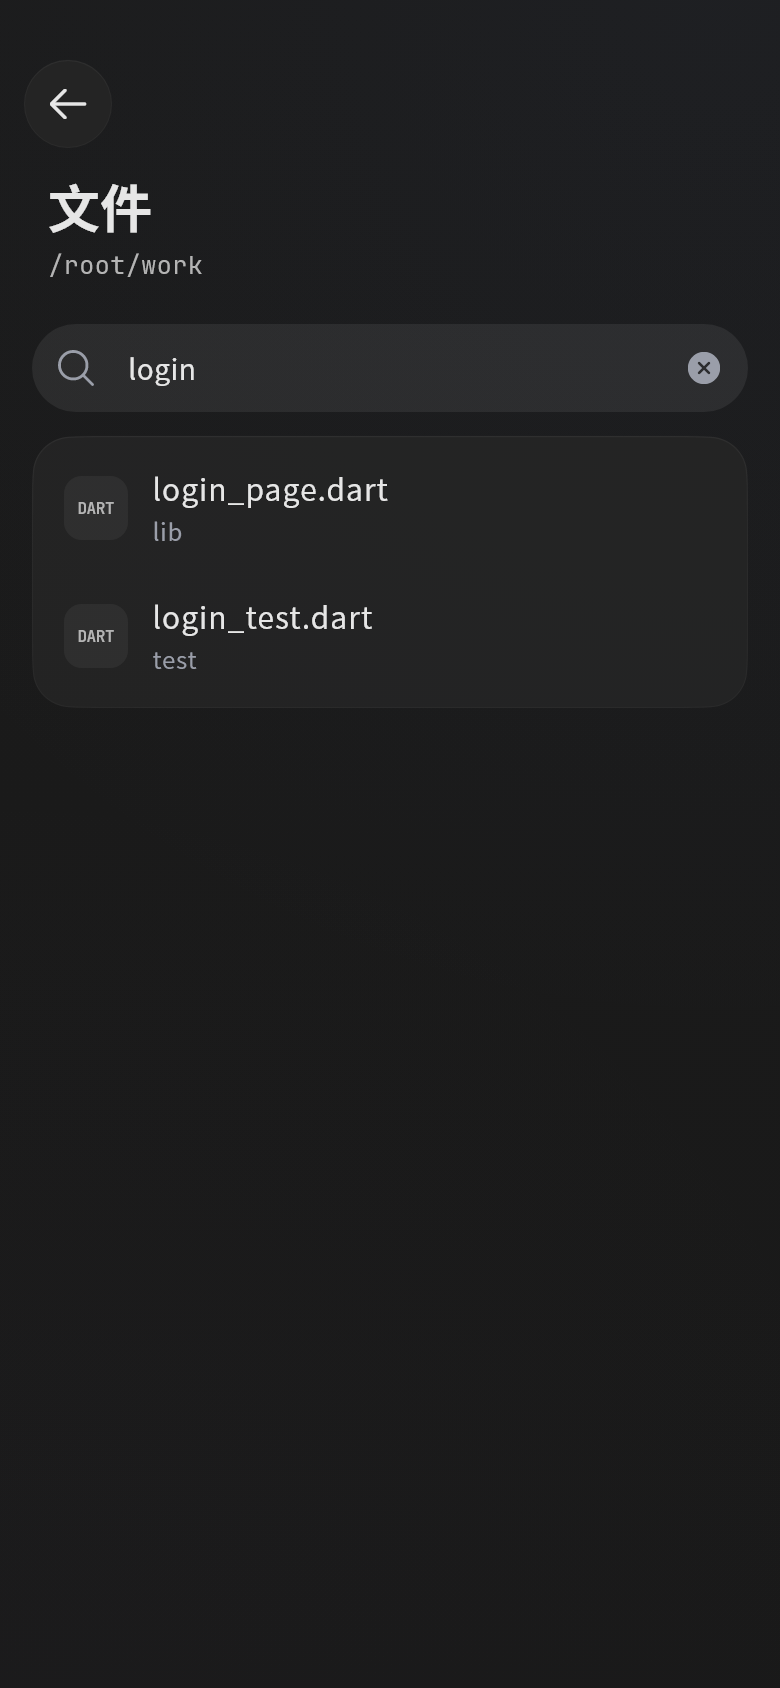 文件
/root/work
login
DART
login_page.dart
lib
DART
login_test.dart
test